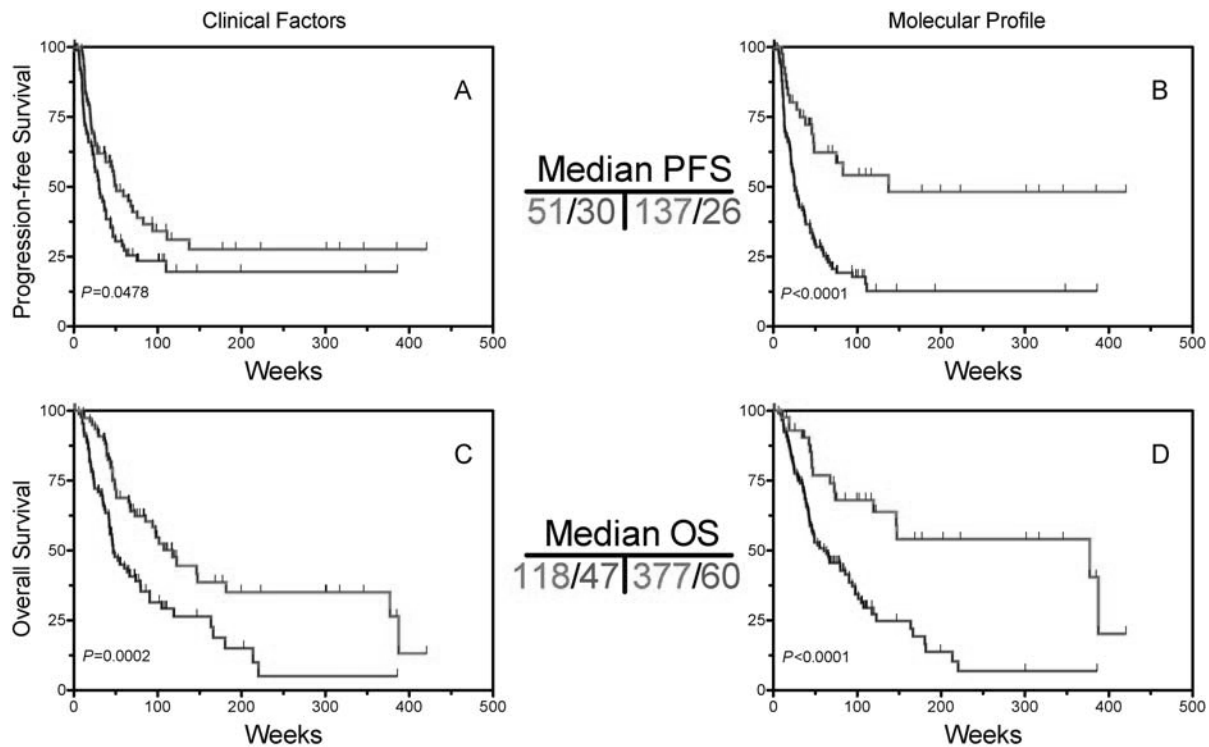 Clinical Factors
Molecular Profile
100
75
50
25
0
Progression-free Survival
A
P=0.0478
0 100 200 300 400 500
Weeks
Median PFS
51/30 137/26
100
75
50
25
0
B
P<0.0001
0 100 200 300 400 500
Weeks
100
75
50
25
0
Overall Survival
C
P=0.0002
0 100 200 300 400 500
Weeks
Median OS
118/47 377/60
100
75
50
25
0
D
P<0.0001
0 100 200 300 400 500
Weeks